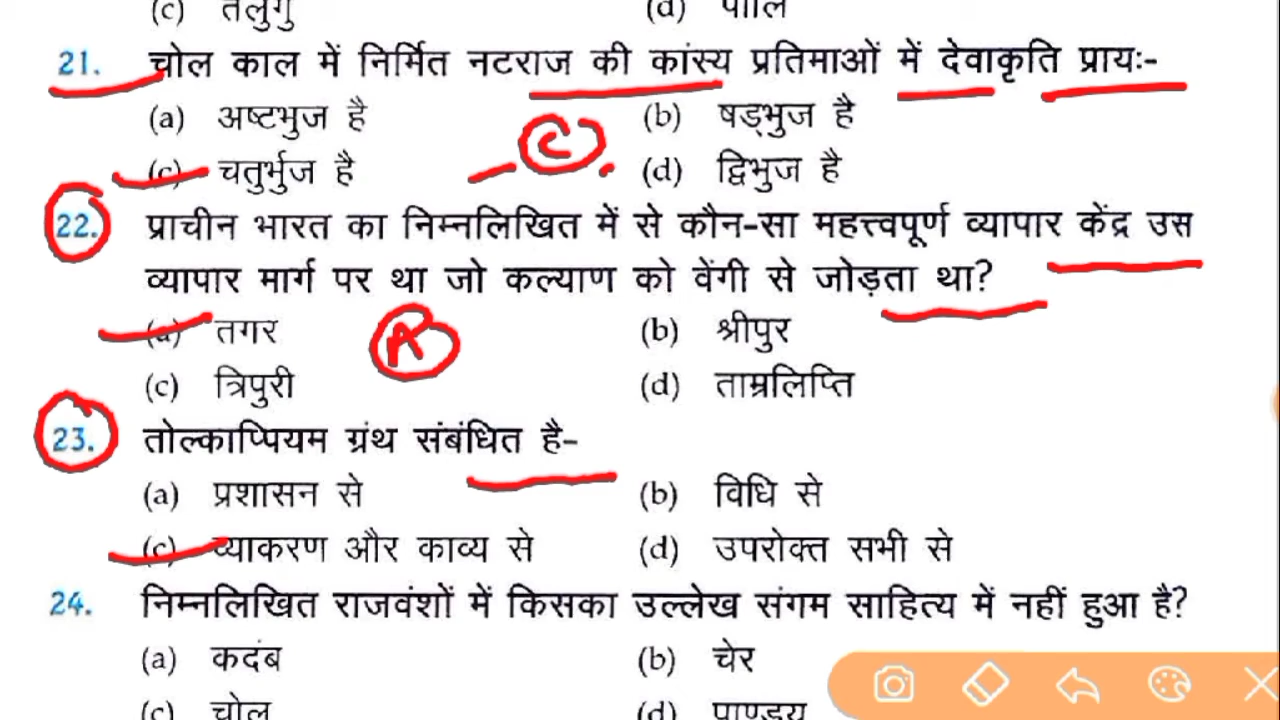 (c) तेलुगु (d) पालि
21. चोल काल में निर्मित नटराज की कांस्य प्रतिमाओं में देवाकृति प्रायः-
(a) अष्टभुज है (b) षड्भुज है
(c) चतुर्भुज है C (d) द्विभुज है
22. प्राचीन भारत का निम्नलिखित में से कौन-सा महत्त्वपूर्ण व्यापार केंद्र उस
व्यापार मार्ग पर था जो कल्याण को वेंगी से जोड़ता था?
(a) तगर A (b) श्रीपुर
(c) त्रिपुरी (d) ताम्रलिप्ति
23. तोल्काप्पियम ग्रंथ संबंधित है-
(a) प्रशासन से (b) विधि से
(c) व्याकरण और काव्य से (d) उपरोक्त सभी से
24. निम्नलिखित राजवंशों में किसका उल्लेख संगम साहित्य में नहीं हुआ है?
(a) कदंब (b) चेर
(c) चोल (d) पाण्ड्य